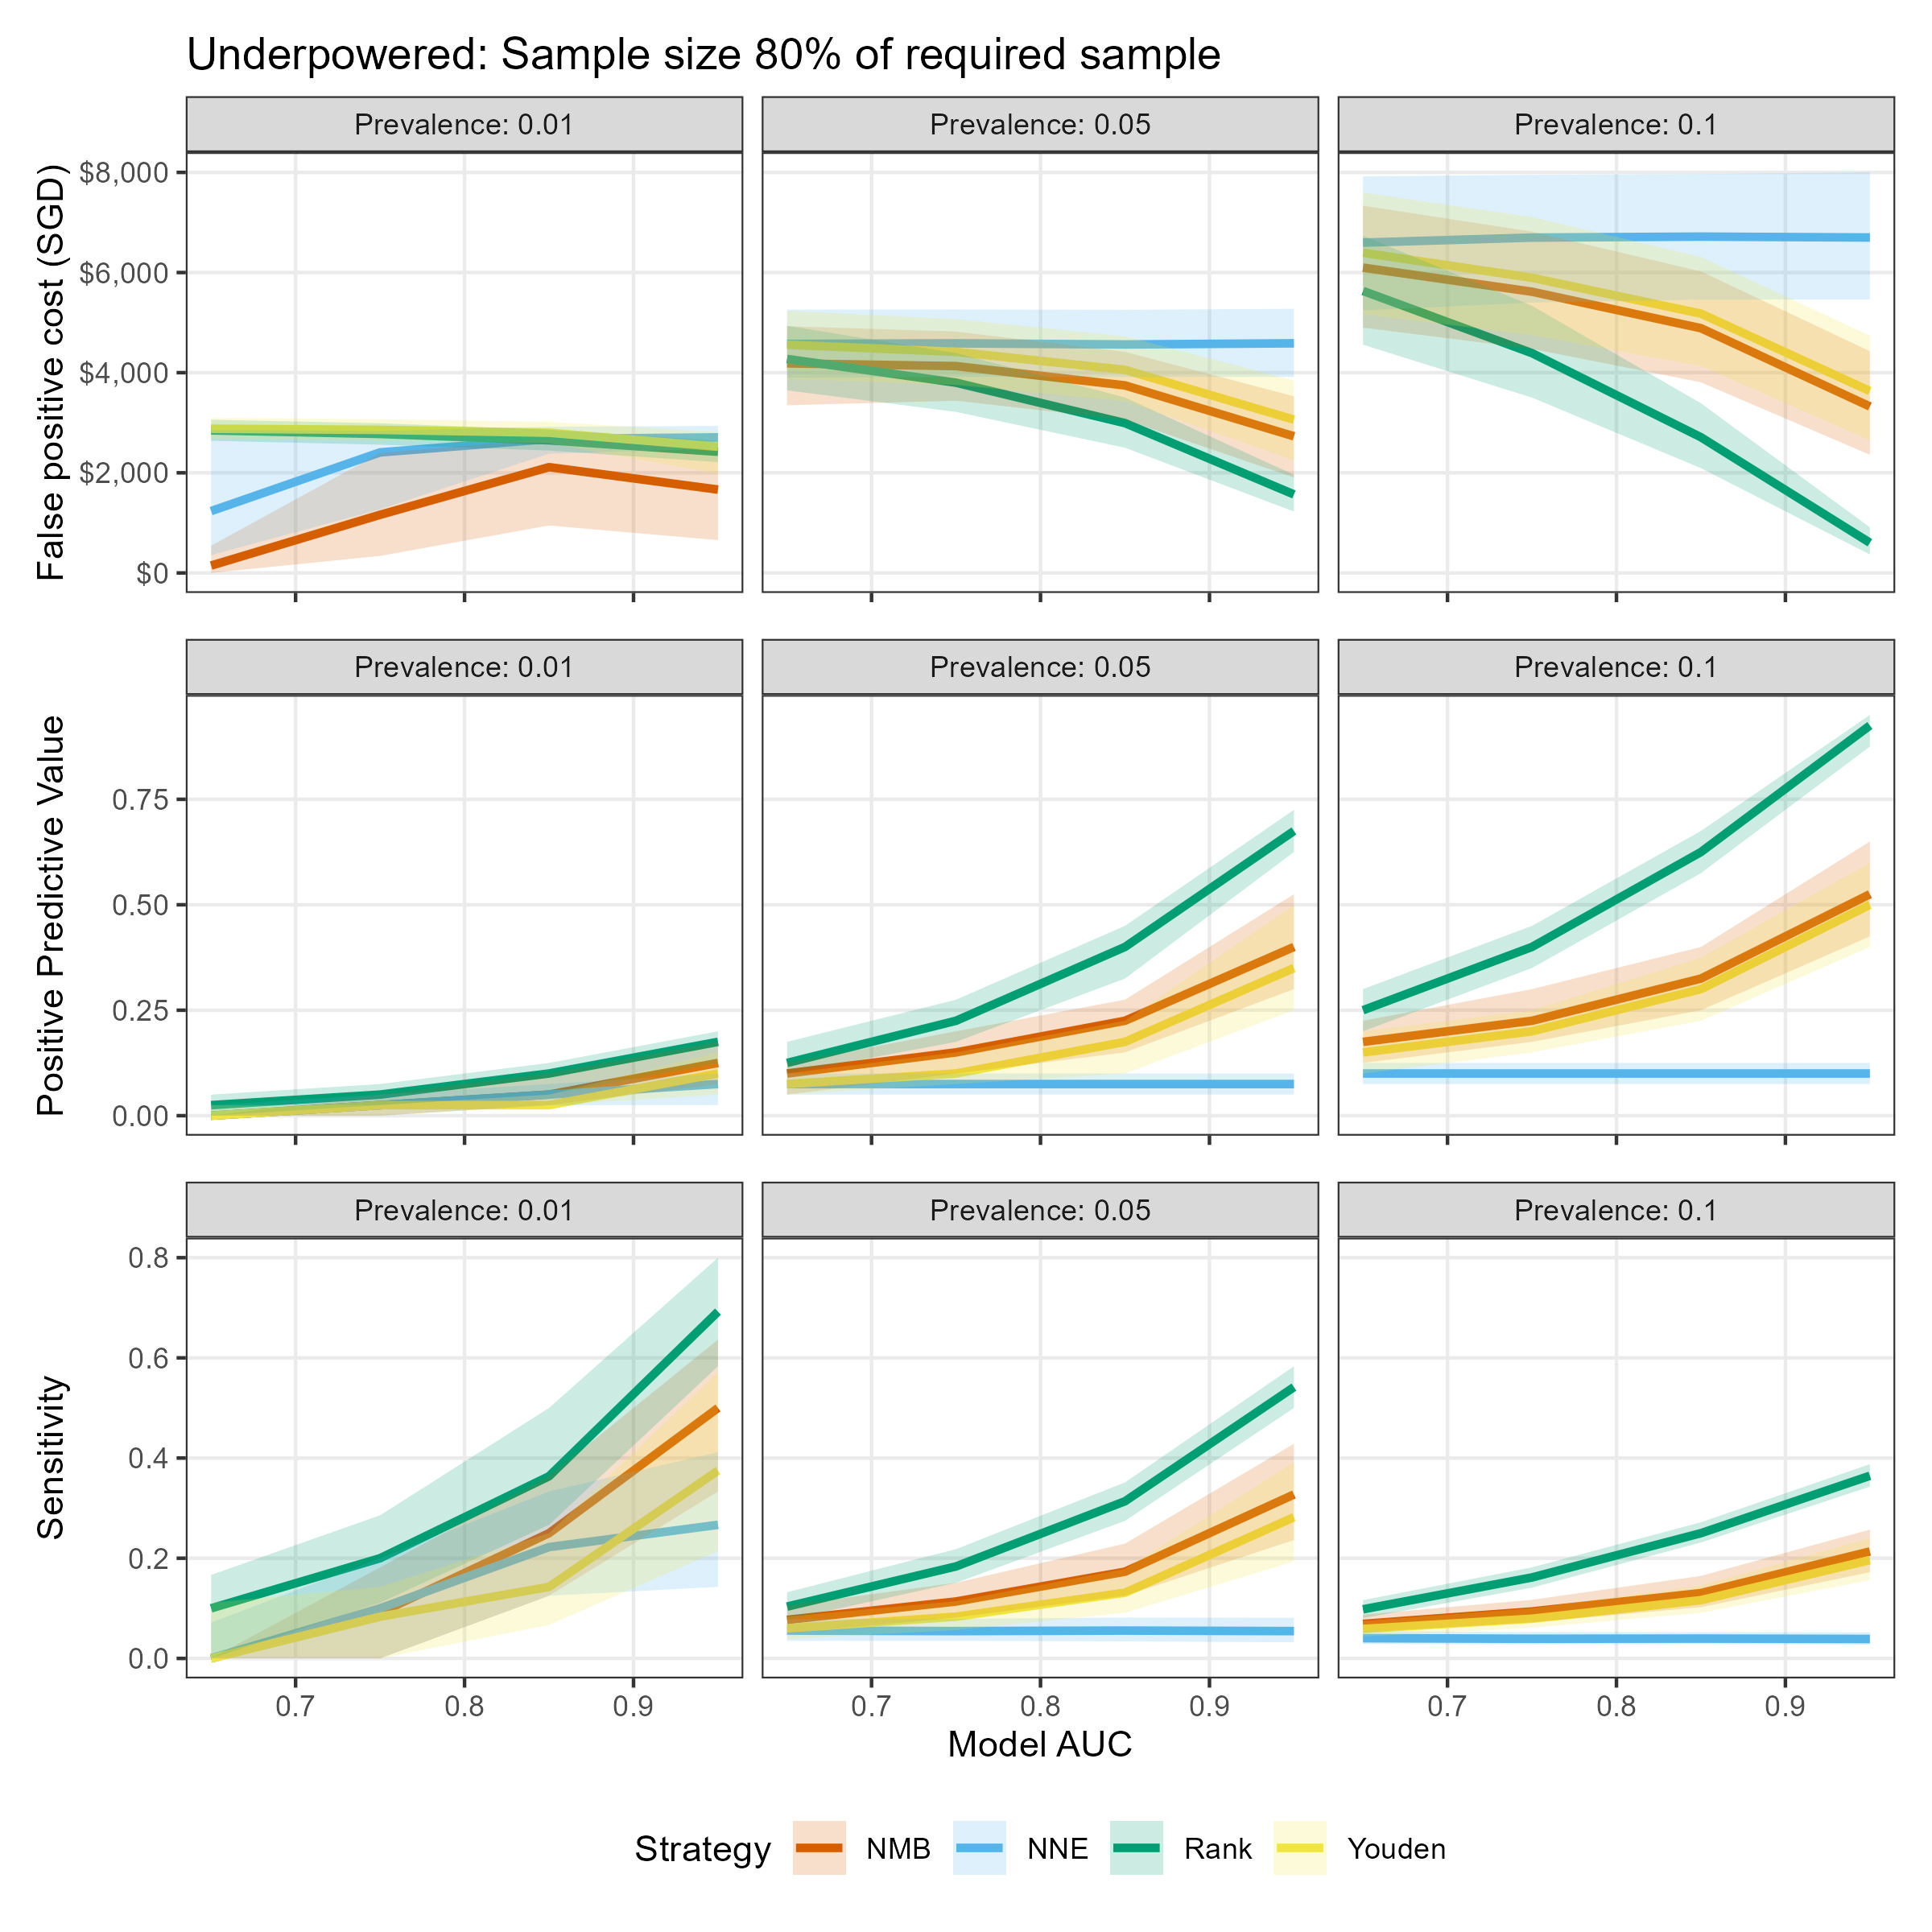 Underpowered: Sample size 80% of required sample
Prevalence: 0.01
Prevalence: 0.05
Prevalence: 0.1
False positive cost (SGD)
$8,000
$6,000
$4,000
$2,000
$0
Prevalence: 0.01
Prevalence: 0.05
Prevalence: 0.1
Positive Predictive Value
0.75
0.50
0.25
0.00
Prevalence: 0.01
Prevalence: 0.05
Prevalence: 0.1
Sensitivity
0.8
0.6
0.4
0.2
0.0
0.7 0.8 0.9
0.7 0.8 0.9
0.7 0.8 0.9
Model AUC
Strategy NMB NNE Rank Youden